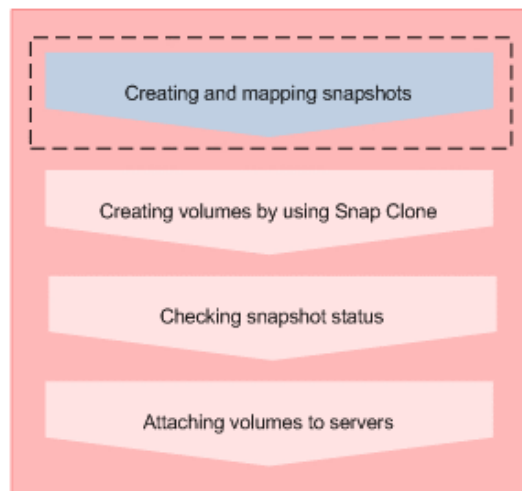 Creating and mapping snapshots
Creating volumes by using Snap Clone
Checking snapshot status
Attaching volumes to servers